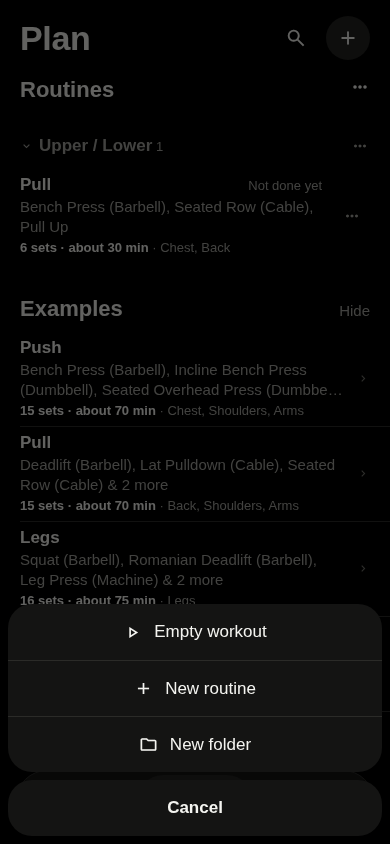 Plan
Routines
Upper / Lower 1
Pull
Not done yet
Bench Press (Barbell), Seated Row (Cable),
Pull Up
6 sets · about 30 min · Chest, Back
Examples
Hide
Push
Bench Press (Barbell), Incline Bench Press
(Dumbbell), Seated Overhead Press (Dumbbe…
15 sets · about 70 min · Chest, Shoulders, Arms
Pull
Deadlift (Barbell), Lat Pulldown (Cable), Seated
Row (Cable) & 2 more
15 sets · about 70 min · Back, Shoulders, Arms
Legs
Squat (Barbell), Romanian Deadlift (Barbell),
Leg Press (Machine) & 2 more
16 sets · about 75 min · Legs
Empty workout
New routine
New folder
Cancel